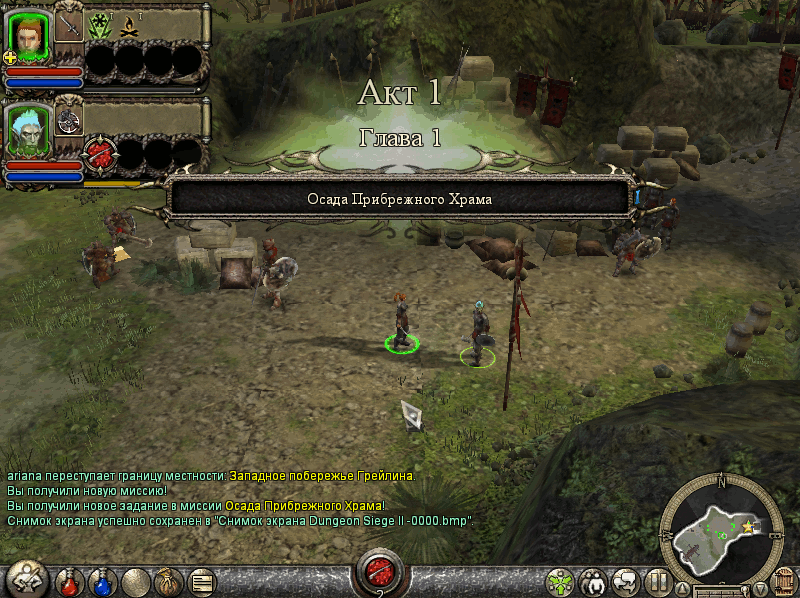 Акт 1
Глава 1
Осада Прибрежного Храма
ariana переступает границу местности: Западное побережье Грейлина.
Вы получили новую миссию!
Вы получили новое задание в миссии Осада Прибрежного Храма!
Снимок экрана успешно сохранен в "Снимок экрана Dungeon Siege II -0000.bmp".
N
2